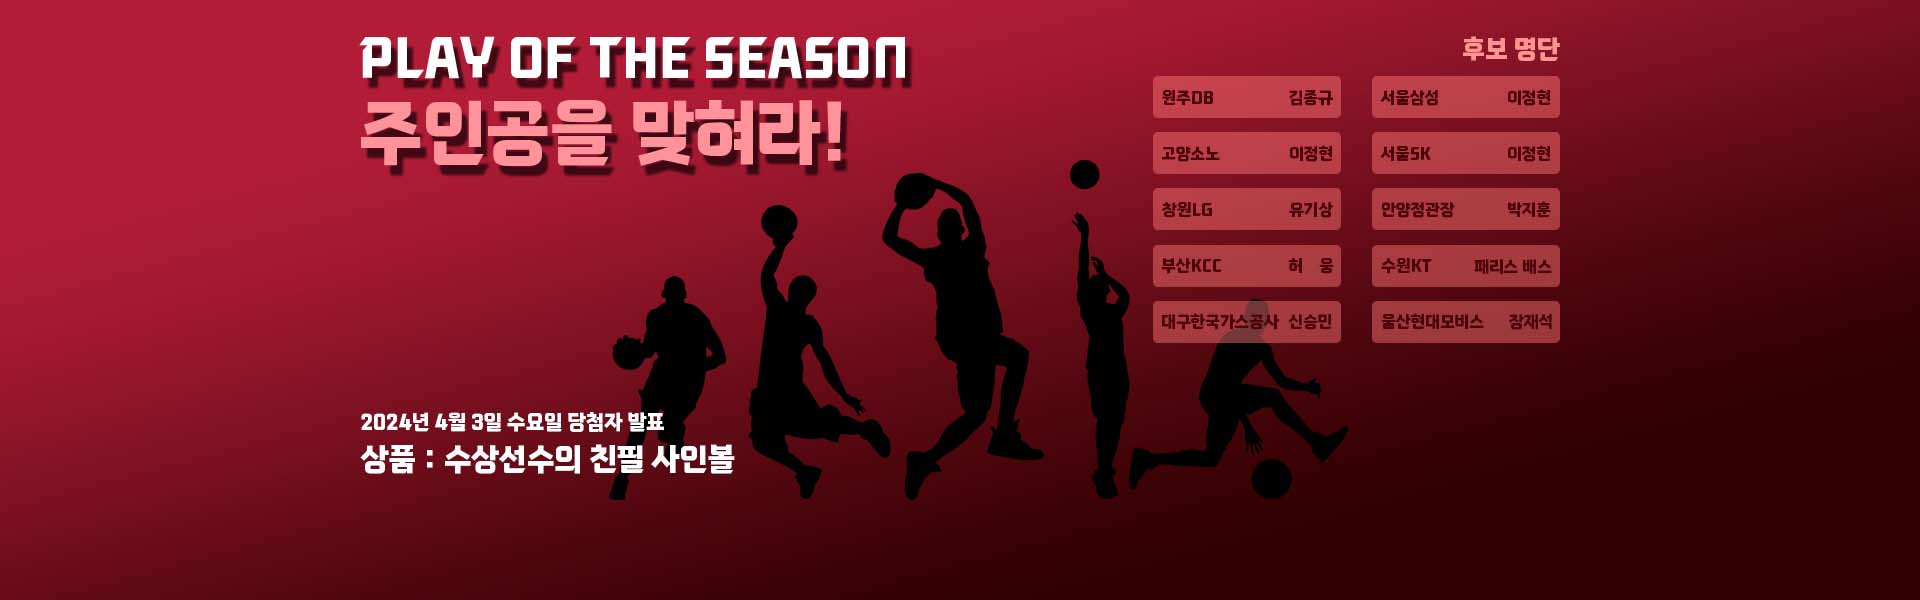 PLAY OF THE SEASON
주인공을 맞혀라!
2024년 4월 3일 수요일 당첨자 발표
상품 : 수상선수의 친필 사인볼
후보 명단
원주DB 김종규
서울삼성 이정현
고양소노 이정현
서울SK 이정현
창원LG 유기상
안양정관장 박지훈
부산KCC 허 웅
수원KT 패리스 배스
대구한국가스공사 신승민
울산현대모비스 장재석